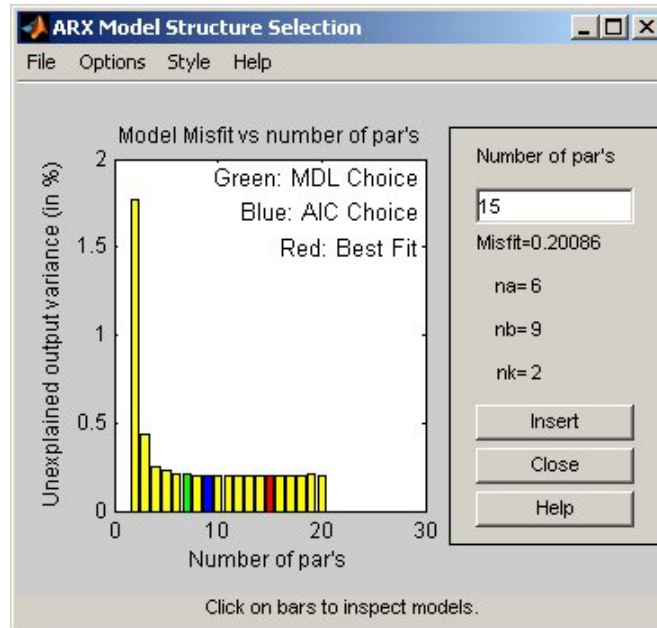 ARX Model Structure Selection
File Options Style Help
Model Misfit vs number of par's
Unexplained output variance (in %)
2
1.5
1
0.5
0
0 10 20 30
Number of par's
Green: MDL Choice
Blue: AIC Choice
Red: Best Fit
Number of par's
15
Misfit=0.20086
na= 6
nb= 9
nk= 2
Insert
Close
Help
Click on bars to inspect models.